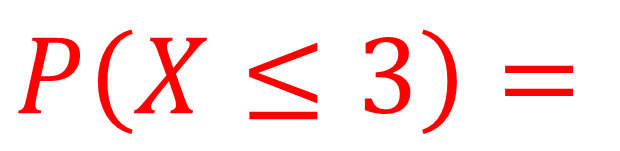 P(X ≤ 3) =